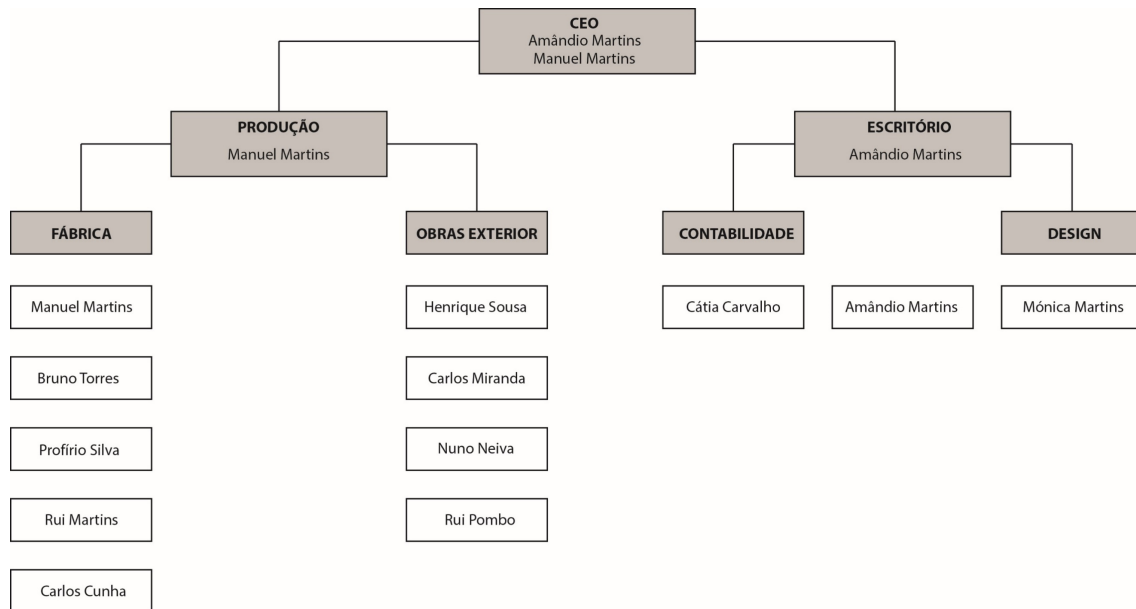 CEO
Amândio Martins
Manuel Martins
PRODUÇÃO
Manuel Martins
ESCRITÓRIO
Amândio Martins
FÁBRICA
OBRAS EXTERIOR
CONTABILIDADE
DESIGN
Manuel Martins
Henrique Sousa
Cátia Carvalho
Amândio Martins
Mónica Martins
Bruno Torres
Carlos Miranda
Profírio Silva
Nuno Neiva
Rui Martins
Rui Pombo
Carlos Cunha